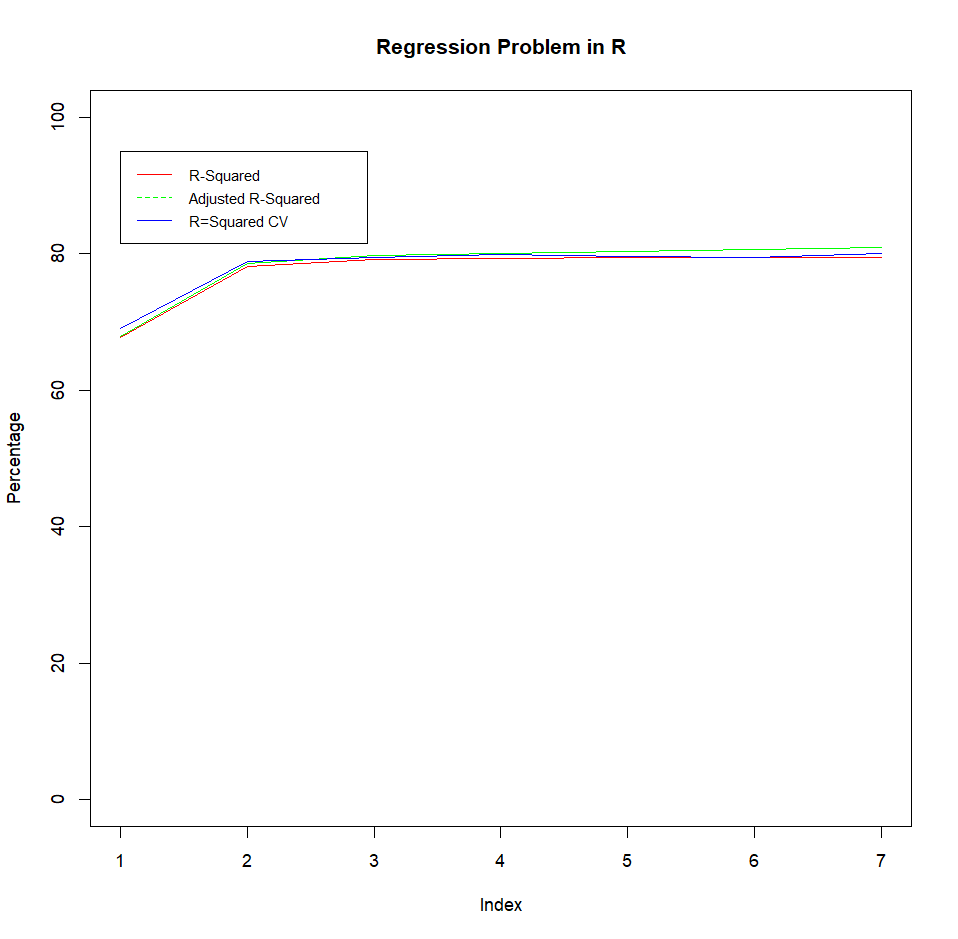 Regression Problem in R
100
80
60
40
20
0
Percentage
R-Squared
Adjusted R-Squared
R=Squared CV
1 2 3 4 5 6 7
Index